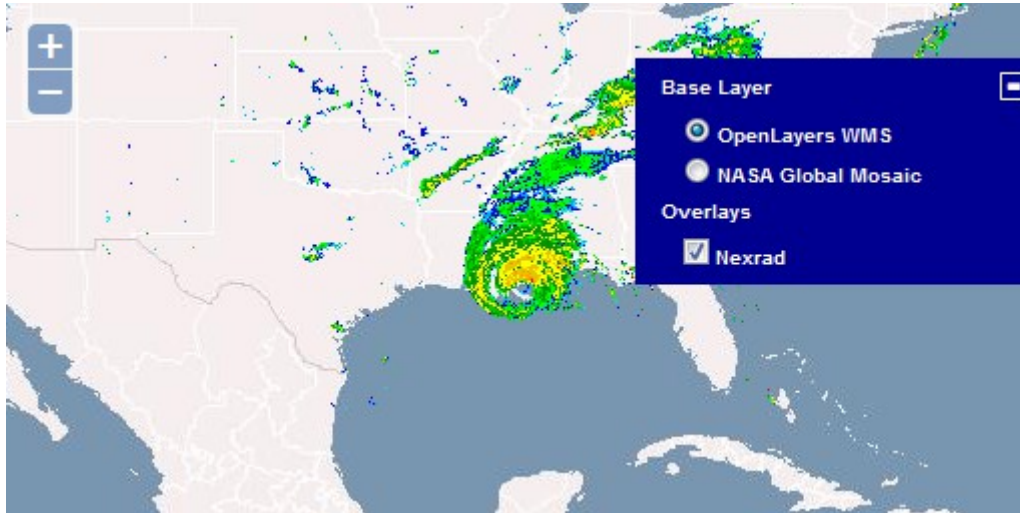 +
−
Base Layer
OpenLayers WMS
NASA Global Mosaic
Overlays
Nexrad